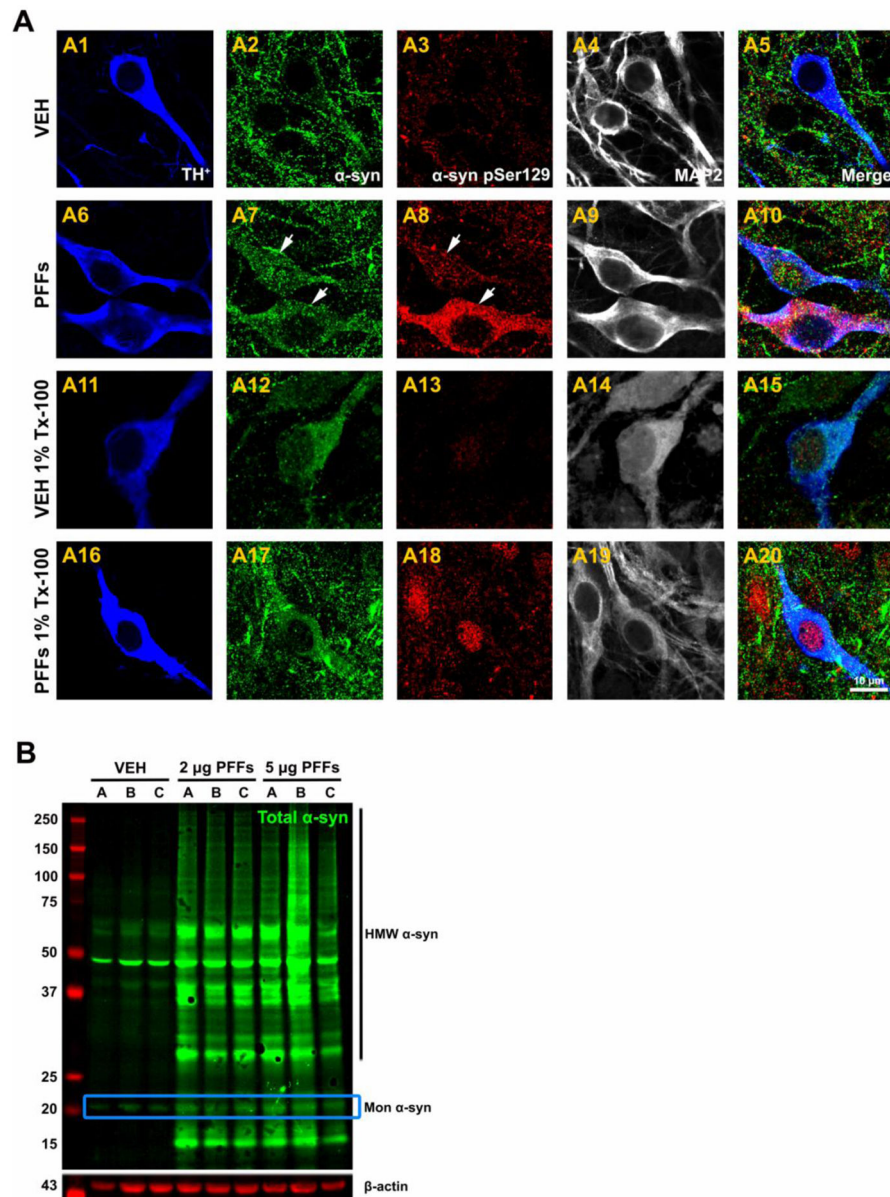 A
VEH
A1
TH⁺
A2
α-syn
A3
α-syn pSer129
A4
MAP2
A5
Merge
PFFs
A6
A7
A8
A9
A10
VEH 1% Tx-100
A11
A12
A13
A14
A15
PFFs 1% Tx-100
A16
A17
A18
A19
A20
10 µm
B
VEH 2 µg PFFs 5 µg PFFs
A B C A B C A B C
Total α-syn
250
150
100
75
50
37
25
20
15
43
HMW α-syn
Mon α-syn
β-actin